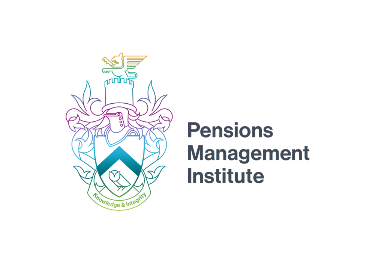 Pensions
Management
Institute
Knowledge & Integrity